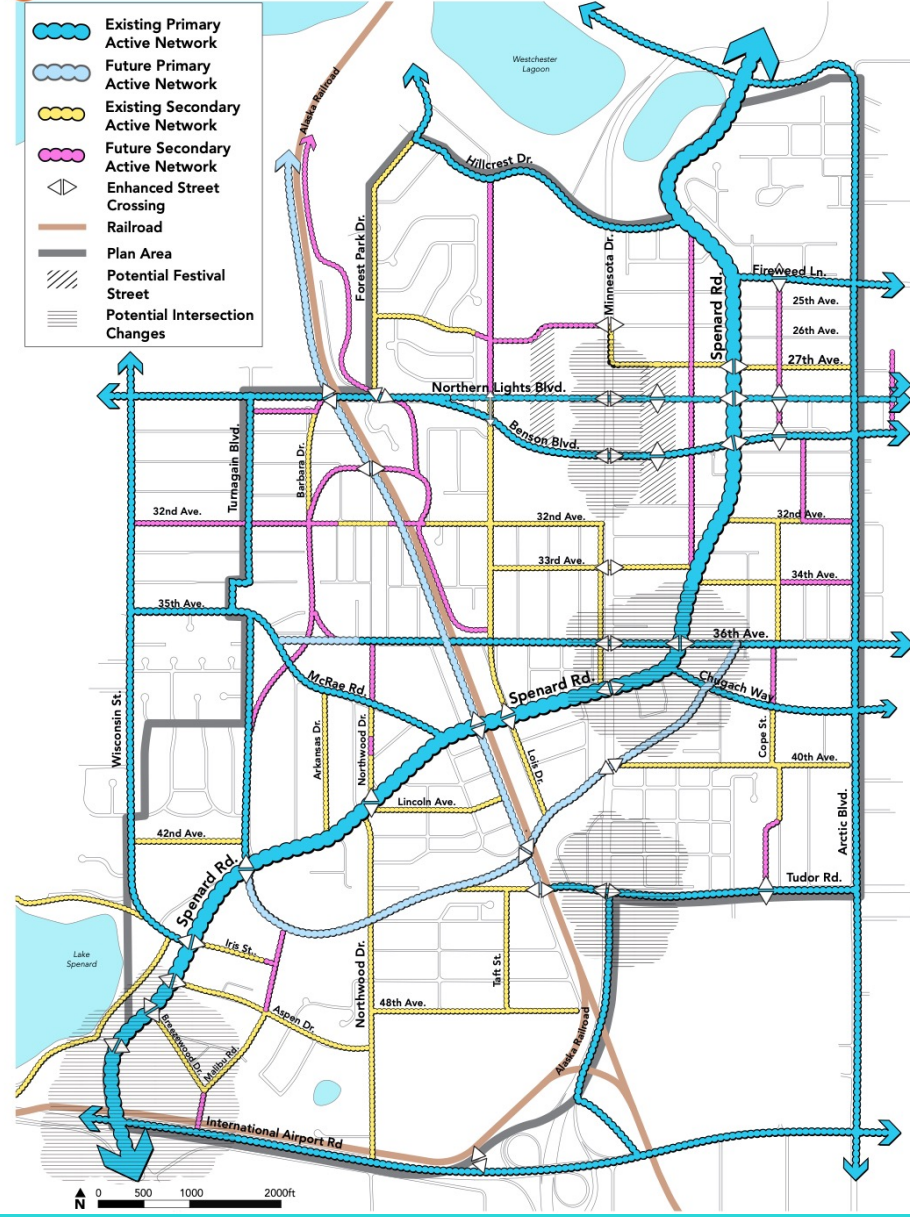 Existing Primary
Active Network
Future Primary
Active Network
Existing Secondary
Active Network
Future Secondary
Active Network
Enhanced Street
Crossing
Railroad
Plan Area
Potential Festival
Street
Potential Intersection
Changes
Westchester
Lagoon
Alaska Railroad
Hillcrest Dr.
Forest Park Dr.
Minnesota Dr.
Spenard Rd.
Fireweed Ln.
25th Ave.
26th Ave.
27th Ave.
Northern Lights Blvd.
Benson Blvd.
Turnagain Blvd.
Barbara Dr.
32nd Ave.
32nd Ave.
32nd Ave.
33rd Ave.
34th Ave.
35th Ave.
36th Ave.
McRae Rd.
Spenard Rd.
Chugach Way
Wisconsin St.
Arkansas Dr.
Northwood Dr.
Lois Dr.
Cope St.
40th Ave.
Lincoln Ave.
Arctic Blvd.
42nd Ave.
Spenard Rd.
Tudor Rd.
Lake
Spenard
Iris St.
Taft St.
Northwood Dr.
48th Ave.
Aspen Dr.
Breezewood Dr.
Malibu Rd.
Alaska Railroad
International Airport Rd
N
0 500 1000 2000ft